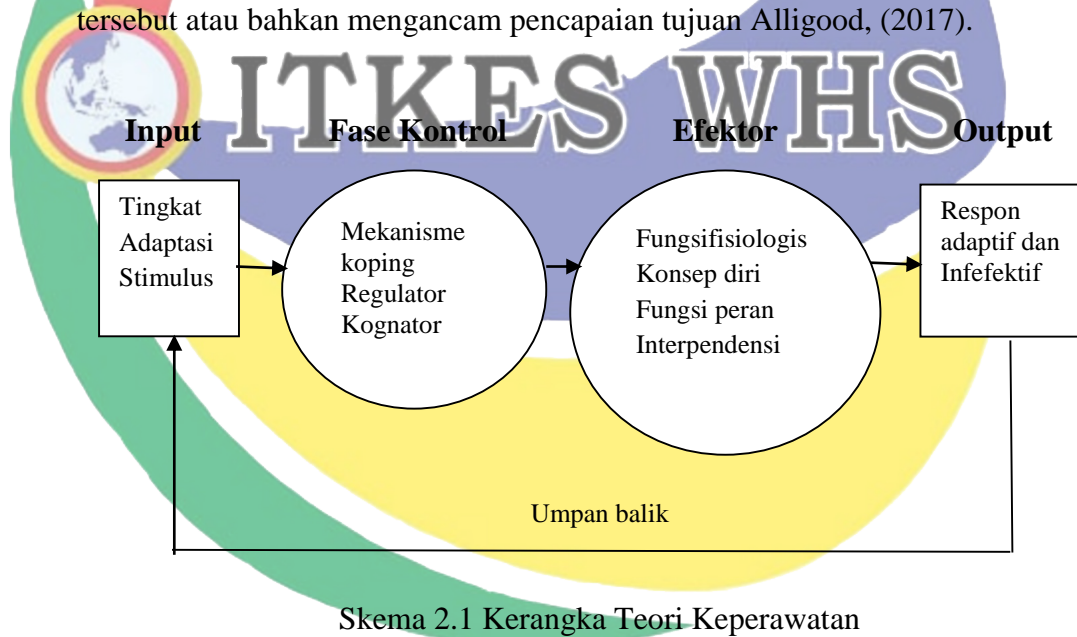 tersebut atau bahkan mengancam pencapaian tujuan Alligood, (2017).
ITKES WHS
Input Fase Kontrol Efektor Output
Tingkat
Adaptasi
Stimulus
Mekanisme
koping
Regulator
Kognator
Fungsifisiologis
Konsep diri
Fungsi peran
Interpendensi
Respon
adaptif dan
Infefektif
Umpan balik
Skema 2.1 Kerangka Teori Keperawatan